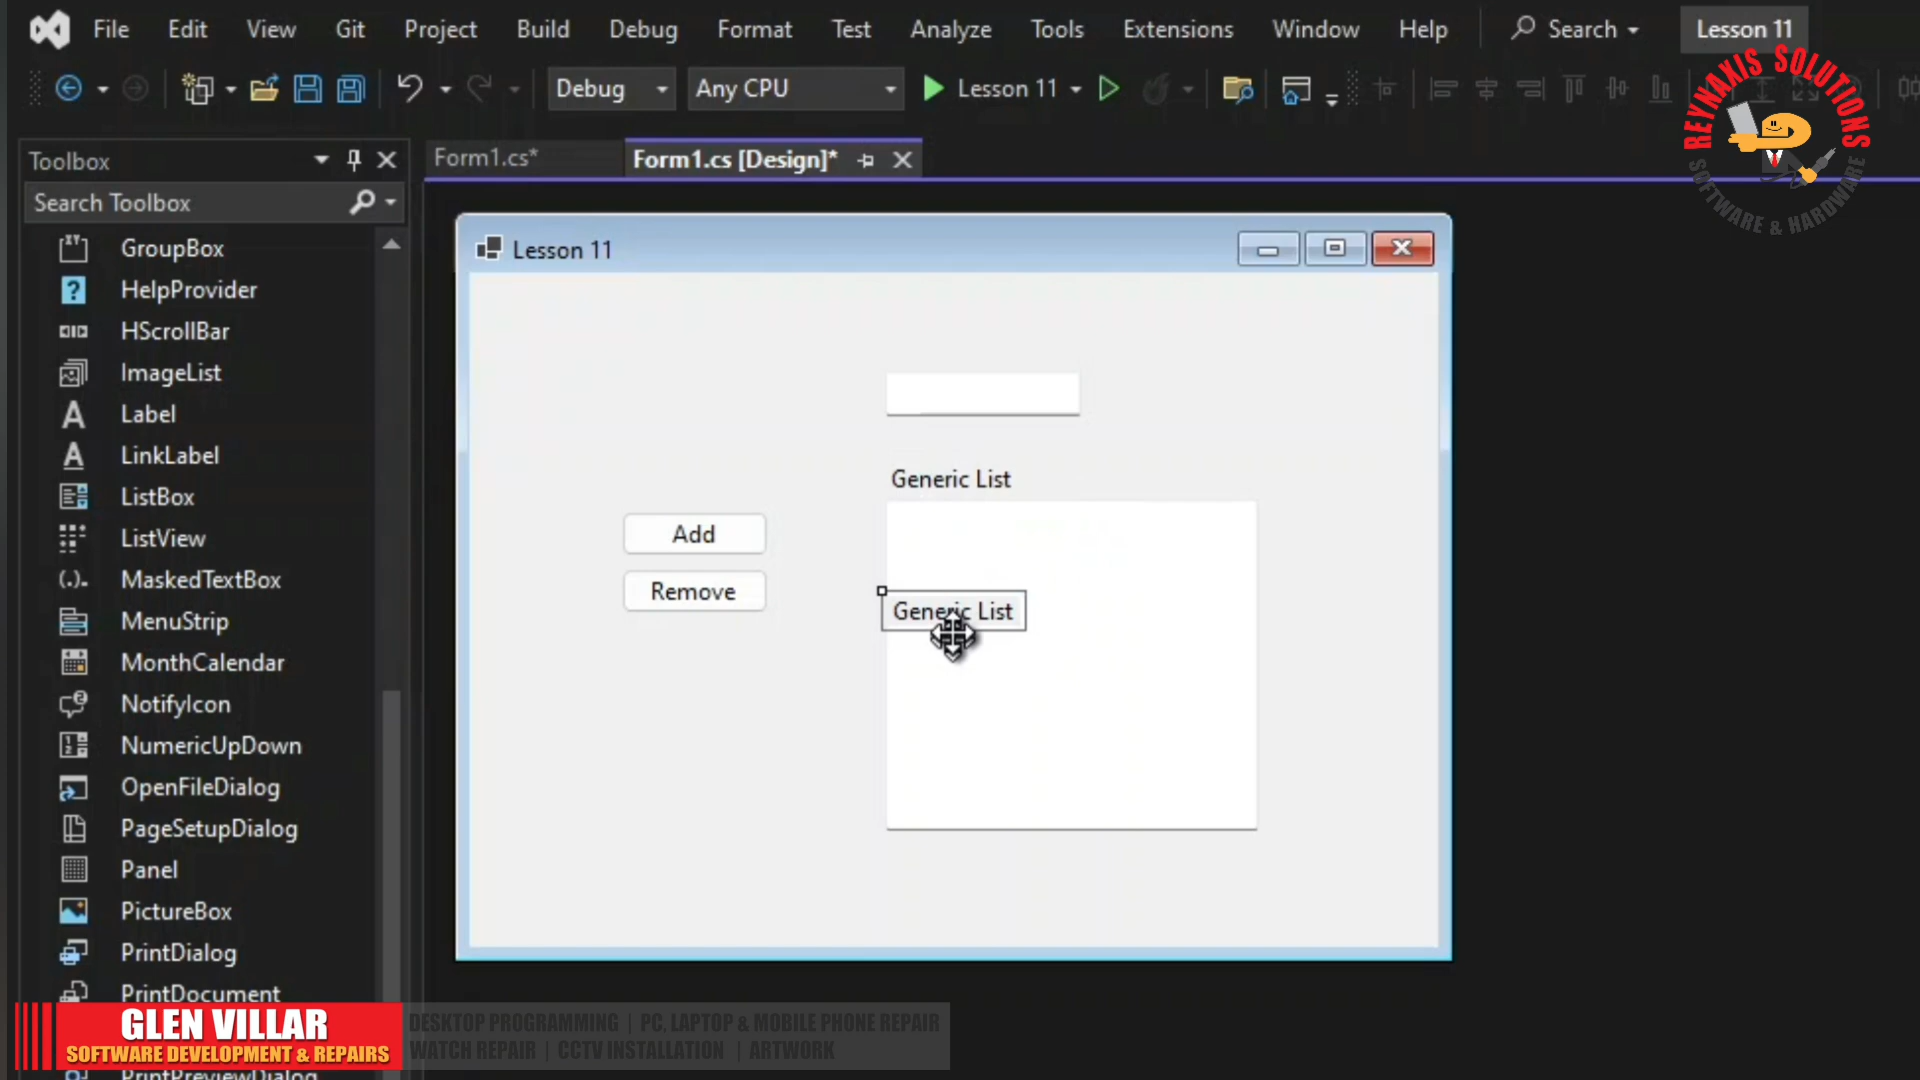 File Edit View Git Project Build Debug Format Test Analyze Tools Extensions Window Help Search Lesson 11
Debug Any CPU Lesson 11
REYNAXIS SOLUTIONS
SOFTWARE & HARDWARE
Toolbox
Form1.cs* Form1.cs [Design]*
Search Toolbox
GroupBox
HelpProvider
HScrollBar
ImageList
Label
LinkLabel
ListBox
ListView
MaskedTextBox
MenuStrip
MonthCalendar
NotifyIcon
NumericUpDown
OpenFileDialog
PageSetupDialog
Panel
PictureBox
PrintDialog
PrintDocument
PrintPreviewDialog
Lesson 11
Generic List
Add
Remove
Generic List
GLEN VILLAR
SOFTWARE DEVELOPMENT & REPAIRS
DESKTOP PROGRAMMING | PC, LAPTOP & MOBILE PHONE REPAIR
WATCH REPAIR | CCTV INSTALLATION | ARTWORK